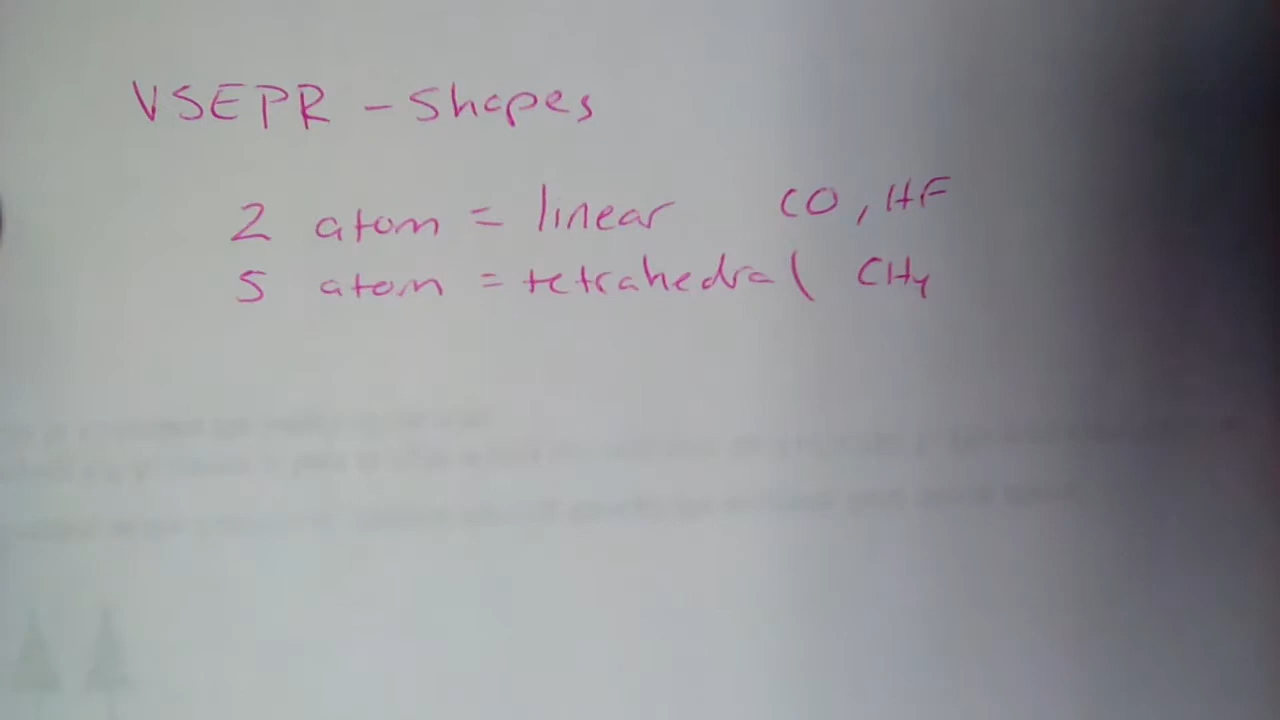 VSEPR - Shapes
2 atom = linear CO, HF
5 atom = tetrahedral CH4